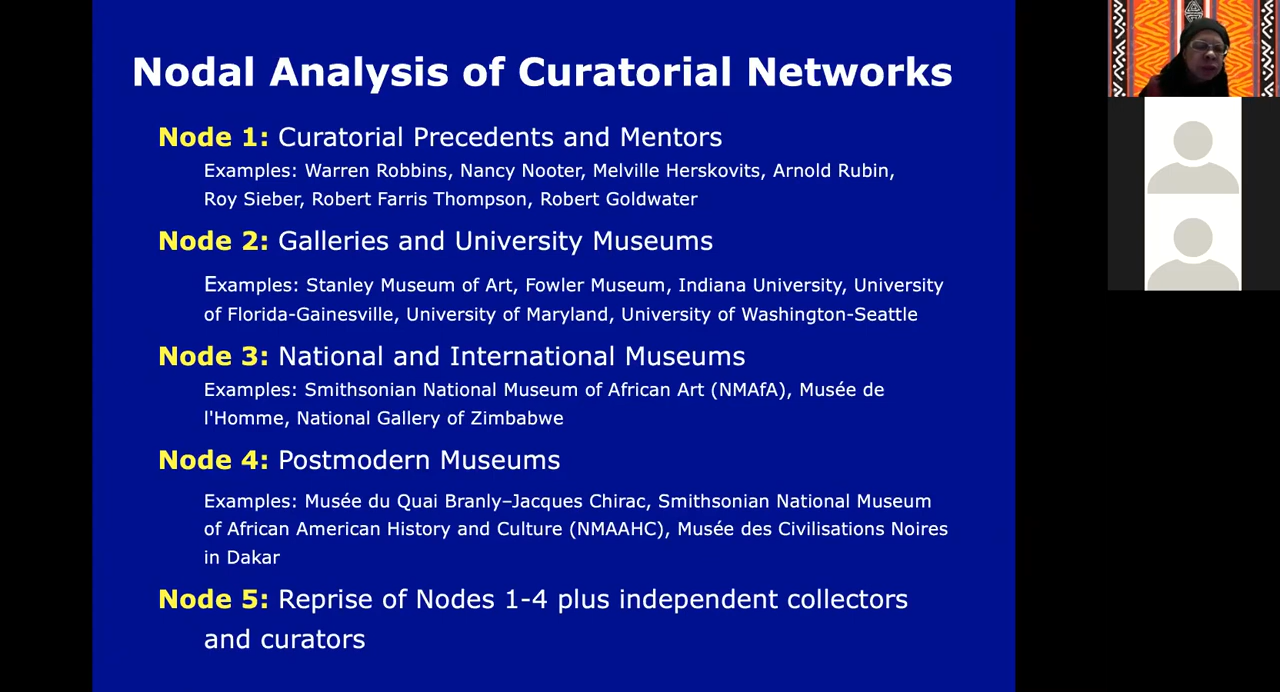 Nodal Analysis of Curatorial Networks
Node 1: Curatorial Precedents and Mentors
Examples: Warren Robbins, Nancy Nooter, Melville Herskovits, Arnold Rubin,
Roy Sieber, Robert Farris Thompson, Robert Goldwater
Node 2: Galleries and University Museums
Examples: Stanley Museum of Art, Fowler Museum, Indiana University, University
of Florida-Gainesville, University of Maryland, University of Washington-Seattle
Node 3: National and International Museums
Examples: Smithsonian National Museum of African Art (NMAfA), Musée de
l'Homme, National Gallery of Zimbabwe
Node 4: Postmodern Museums
Examples: Musée du Quai Branly–Jacques Chirac, Smithsonian National Museum
of African American History and Culture (NMAAHC), Musée des Civilisations Noires
in Dakar
Node 5: Reprise of Nodes 1-4 plus independent collectors
and curators